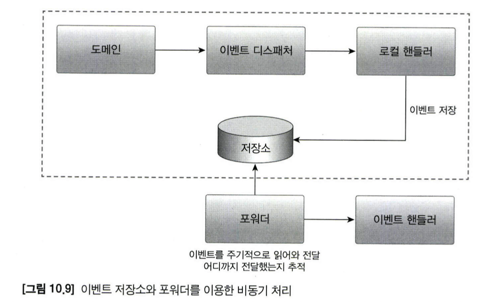 도메인
이벤트 디스패처
로컬 핸들러
이벤트 저장
저장소
포워더
이벤트 핸들러
이벤트를 주기적으로 읽어와 전달
어디까지 전달했는지 추적
[그림 10.9] 이벤트 저장소와 포워더를 이용한 비동기 처리